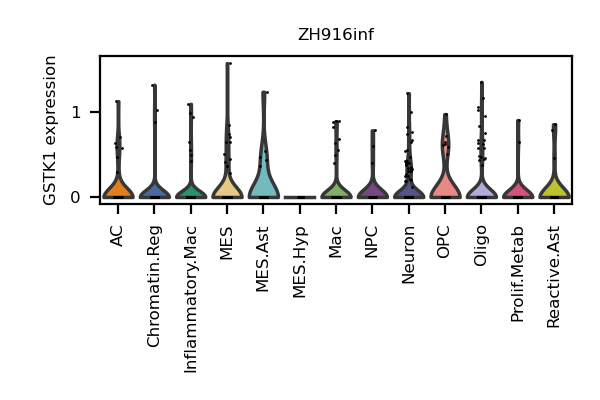 ZH916inf
GSTK1 expression
1
0
AC
Chromatin.Reg
Inflammatory.Mac
MES
MES.Ast
MES.Hyp
Mac
NPC
Neuron
OPC
Oligo
Prolif.Metab
Reactive.Ast